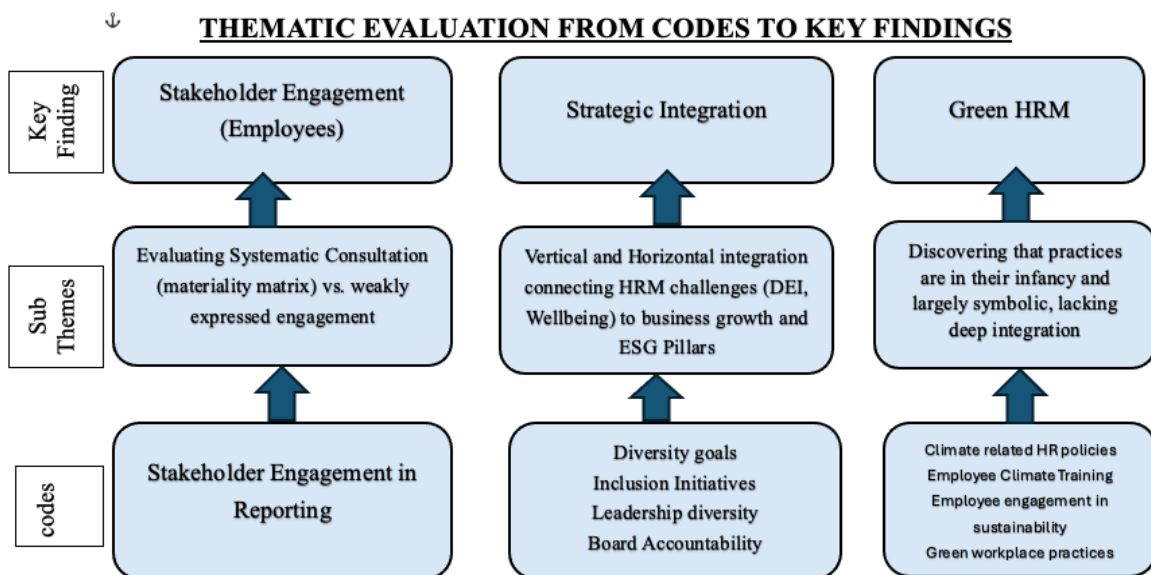 THEMATIC EVALUATION FROM CODES TO KEY FINDINGS
Key
Finding
Stakeholder Engagement
(Employees)
Strategic Integration
Green HRM
Sub
Themes
Evaluating Systematic Consultation
(materiality matrix) vs. weakly
expressed engagement
Vertical and Horizontal integration
connecting HRM challenges (DEI,
Wellbeing) to business growth and
ESG Pillars
Discovering that practices
are in their infancy and
largely symbolic, lacking
deep integration
codes
Stakeholder Engagement in
Reporting
Diversity goals
Inclusion Initiatives
Leadership diversity
Board Accountability
Climate related HR policies
Employee Climate Training
Employee engagement in
sustainability
Green workplace practices